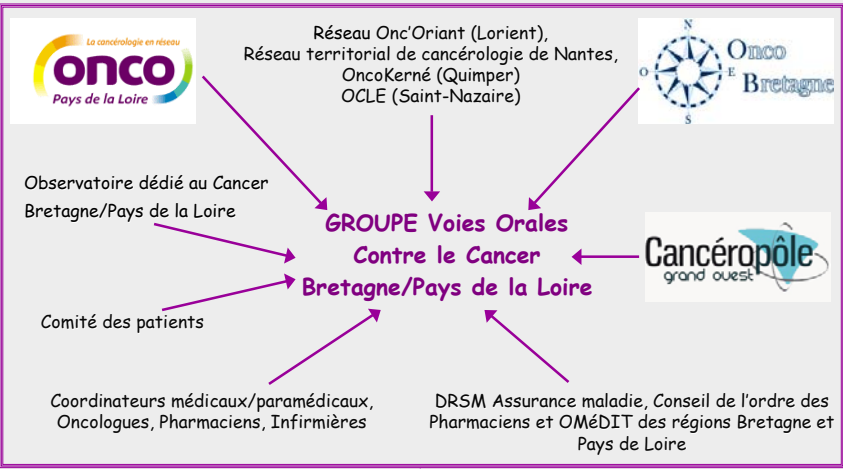 La cancérologie en réseau
onco
Pays de la Loire
Réseau Onc'Oriant (Lorient),
Réseau territorial de cancérologie de Nantes,
OncoKerné (Quimper)
OCLE (Saint-Nazaire)
N
O
E
S
Onco
Bretagne
Observatoire dédié au Cancer
Bretagne/Pays de la Loire
GROUPE Voies Orales
Contre le Cancer
Bretagne/Pays de la Loire
Cancéropôle
grand ouest
Comité des patients
Coordinateurs médicaux/paramédicaux,
Oncologues, Pharmaciens, Infirmières
DRSM Assurance maladie, Conseil de l'ordre des
Pharmaciens et OMéDIT des régions Bretagne et
Pays de Loire